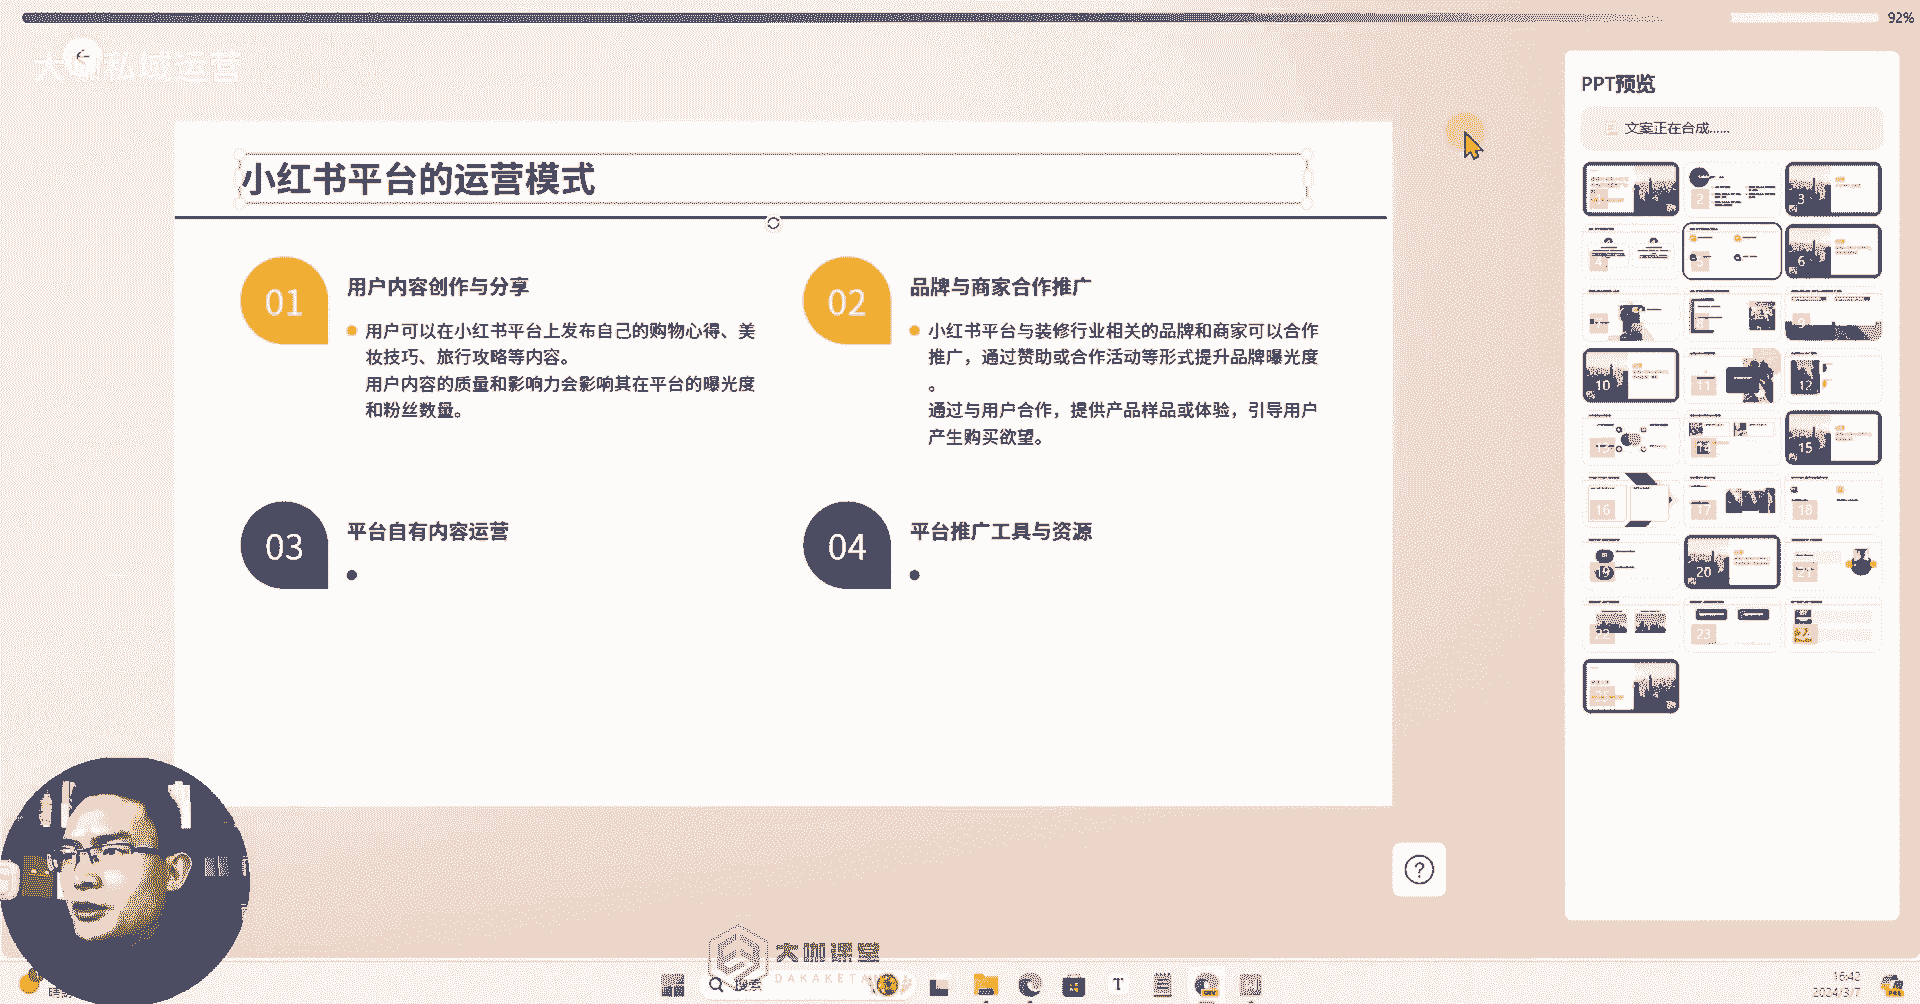 92%
大咖私域运营
PPT预览
文案正在合成......
小红书平台的运营模式
01
用户内容创作与分享
用户可以在小红书平台上发布自己的购物心得、美
妆技巧、旅行攻略等内容。
用户内容的质量和影响力会影响其在平台的曝光度
和粉丝数量。
02
品牌与商家合作推广
小红书平台与装修行业相关的品牌和商家可以合作
推广，通过赞助或合作活动等形式提升品牌曝光度
。
通过与用户合作，提供产品样品或体验，引导用户
产生购买欲望。
03
平台自有内容运营
04
平台推广工具与资源
2
3
6
9
10
11
12
15
16
17
18
19
20
22
23
大咖课堂
DAKAKETA
搜索
16:42
2024/3/7